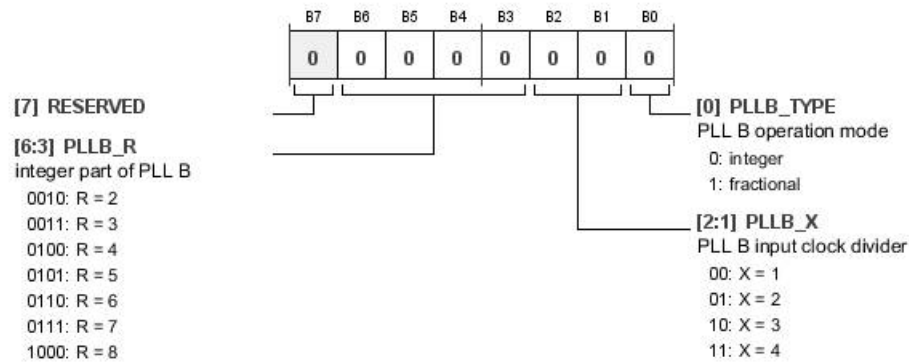 B7 B6 B5 B4 B3 B2 B1 B0
0 0 0 0 0 0 0 0
[7] RESERVED
[6:3] PLLB_R
integer part of PLL B
0010: R = 2
0011: R = 3
0100: R = 4
0101: R = 5
0110: R = 6
0111: R = 7
1000: R = 8
[0] PLLB_TYPE
PLL B operation mode
0: integer
1: fractional
[2:1] PLLB_X
PLL B input clock divider
00: X = 1
01: X = 2
10: X = 3
11: X = 4